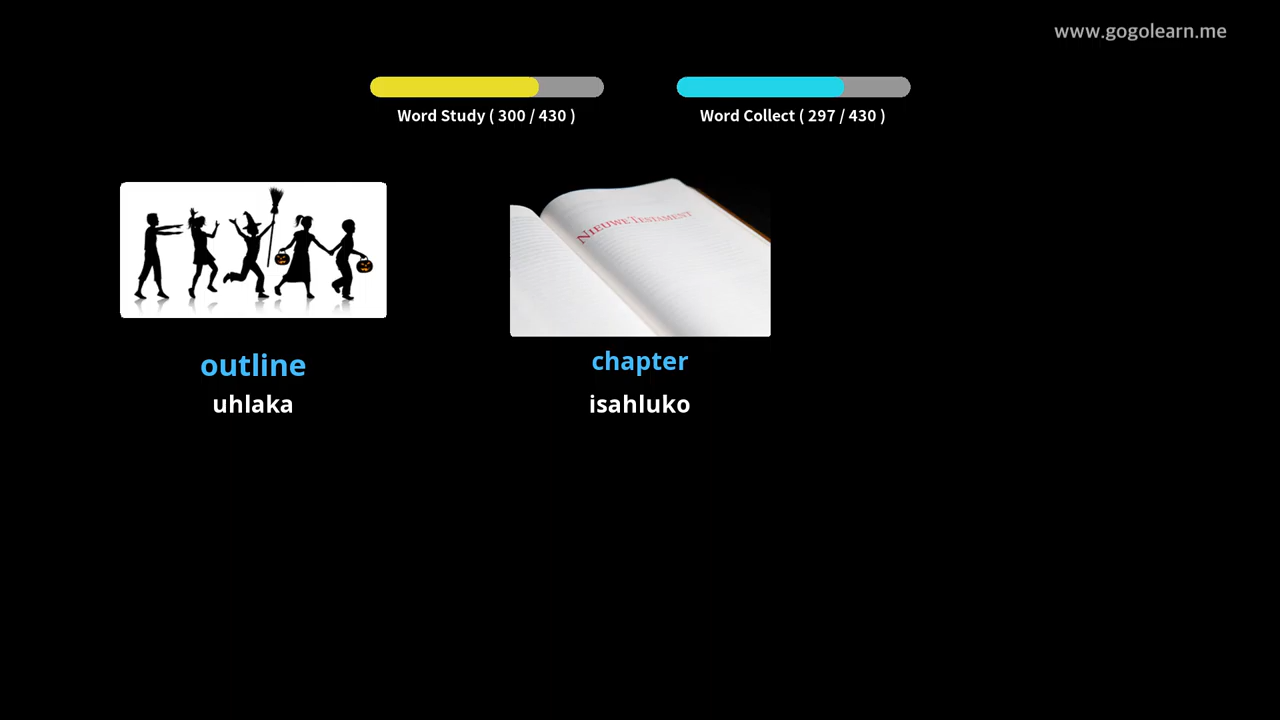 www.gogolearn.me
Word Study ( 300 / 430 )
Word Collect ( 297 / 430 )
NIEUWE TESTAMENT
outline
uhlaka
chapter
isahluko